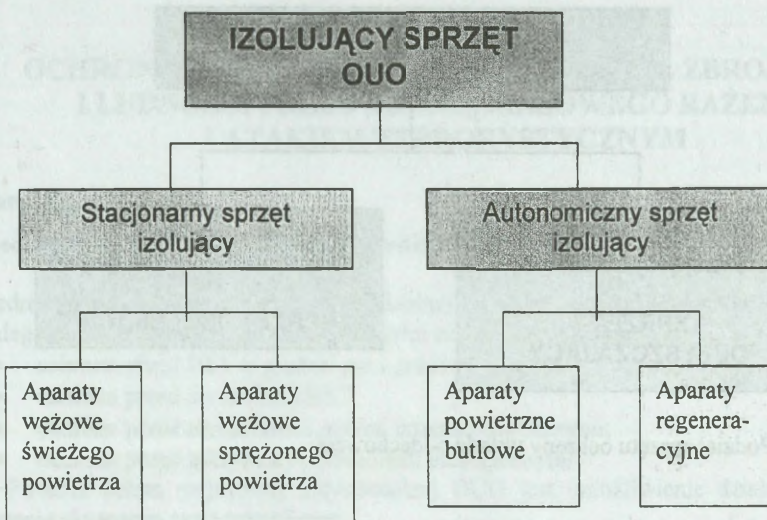 IZOLUJĄCY SPRZĘT
OUO
Stacjonarny sprzęt
izolujący
Autonomiczny sprzęt
izolujący
Aparaty
wężowe
świeżego
powietrza
Aparaty
wężowe
sprężonego
powietrza
Aparaty
powietrzne
butlowe
Aparaty
regenera-
cyjne